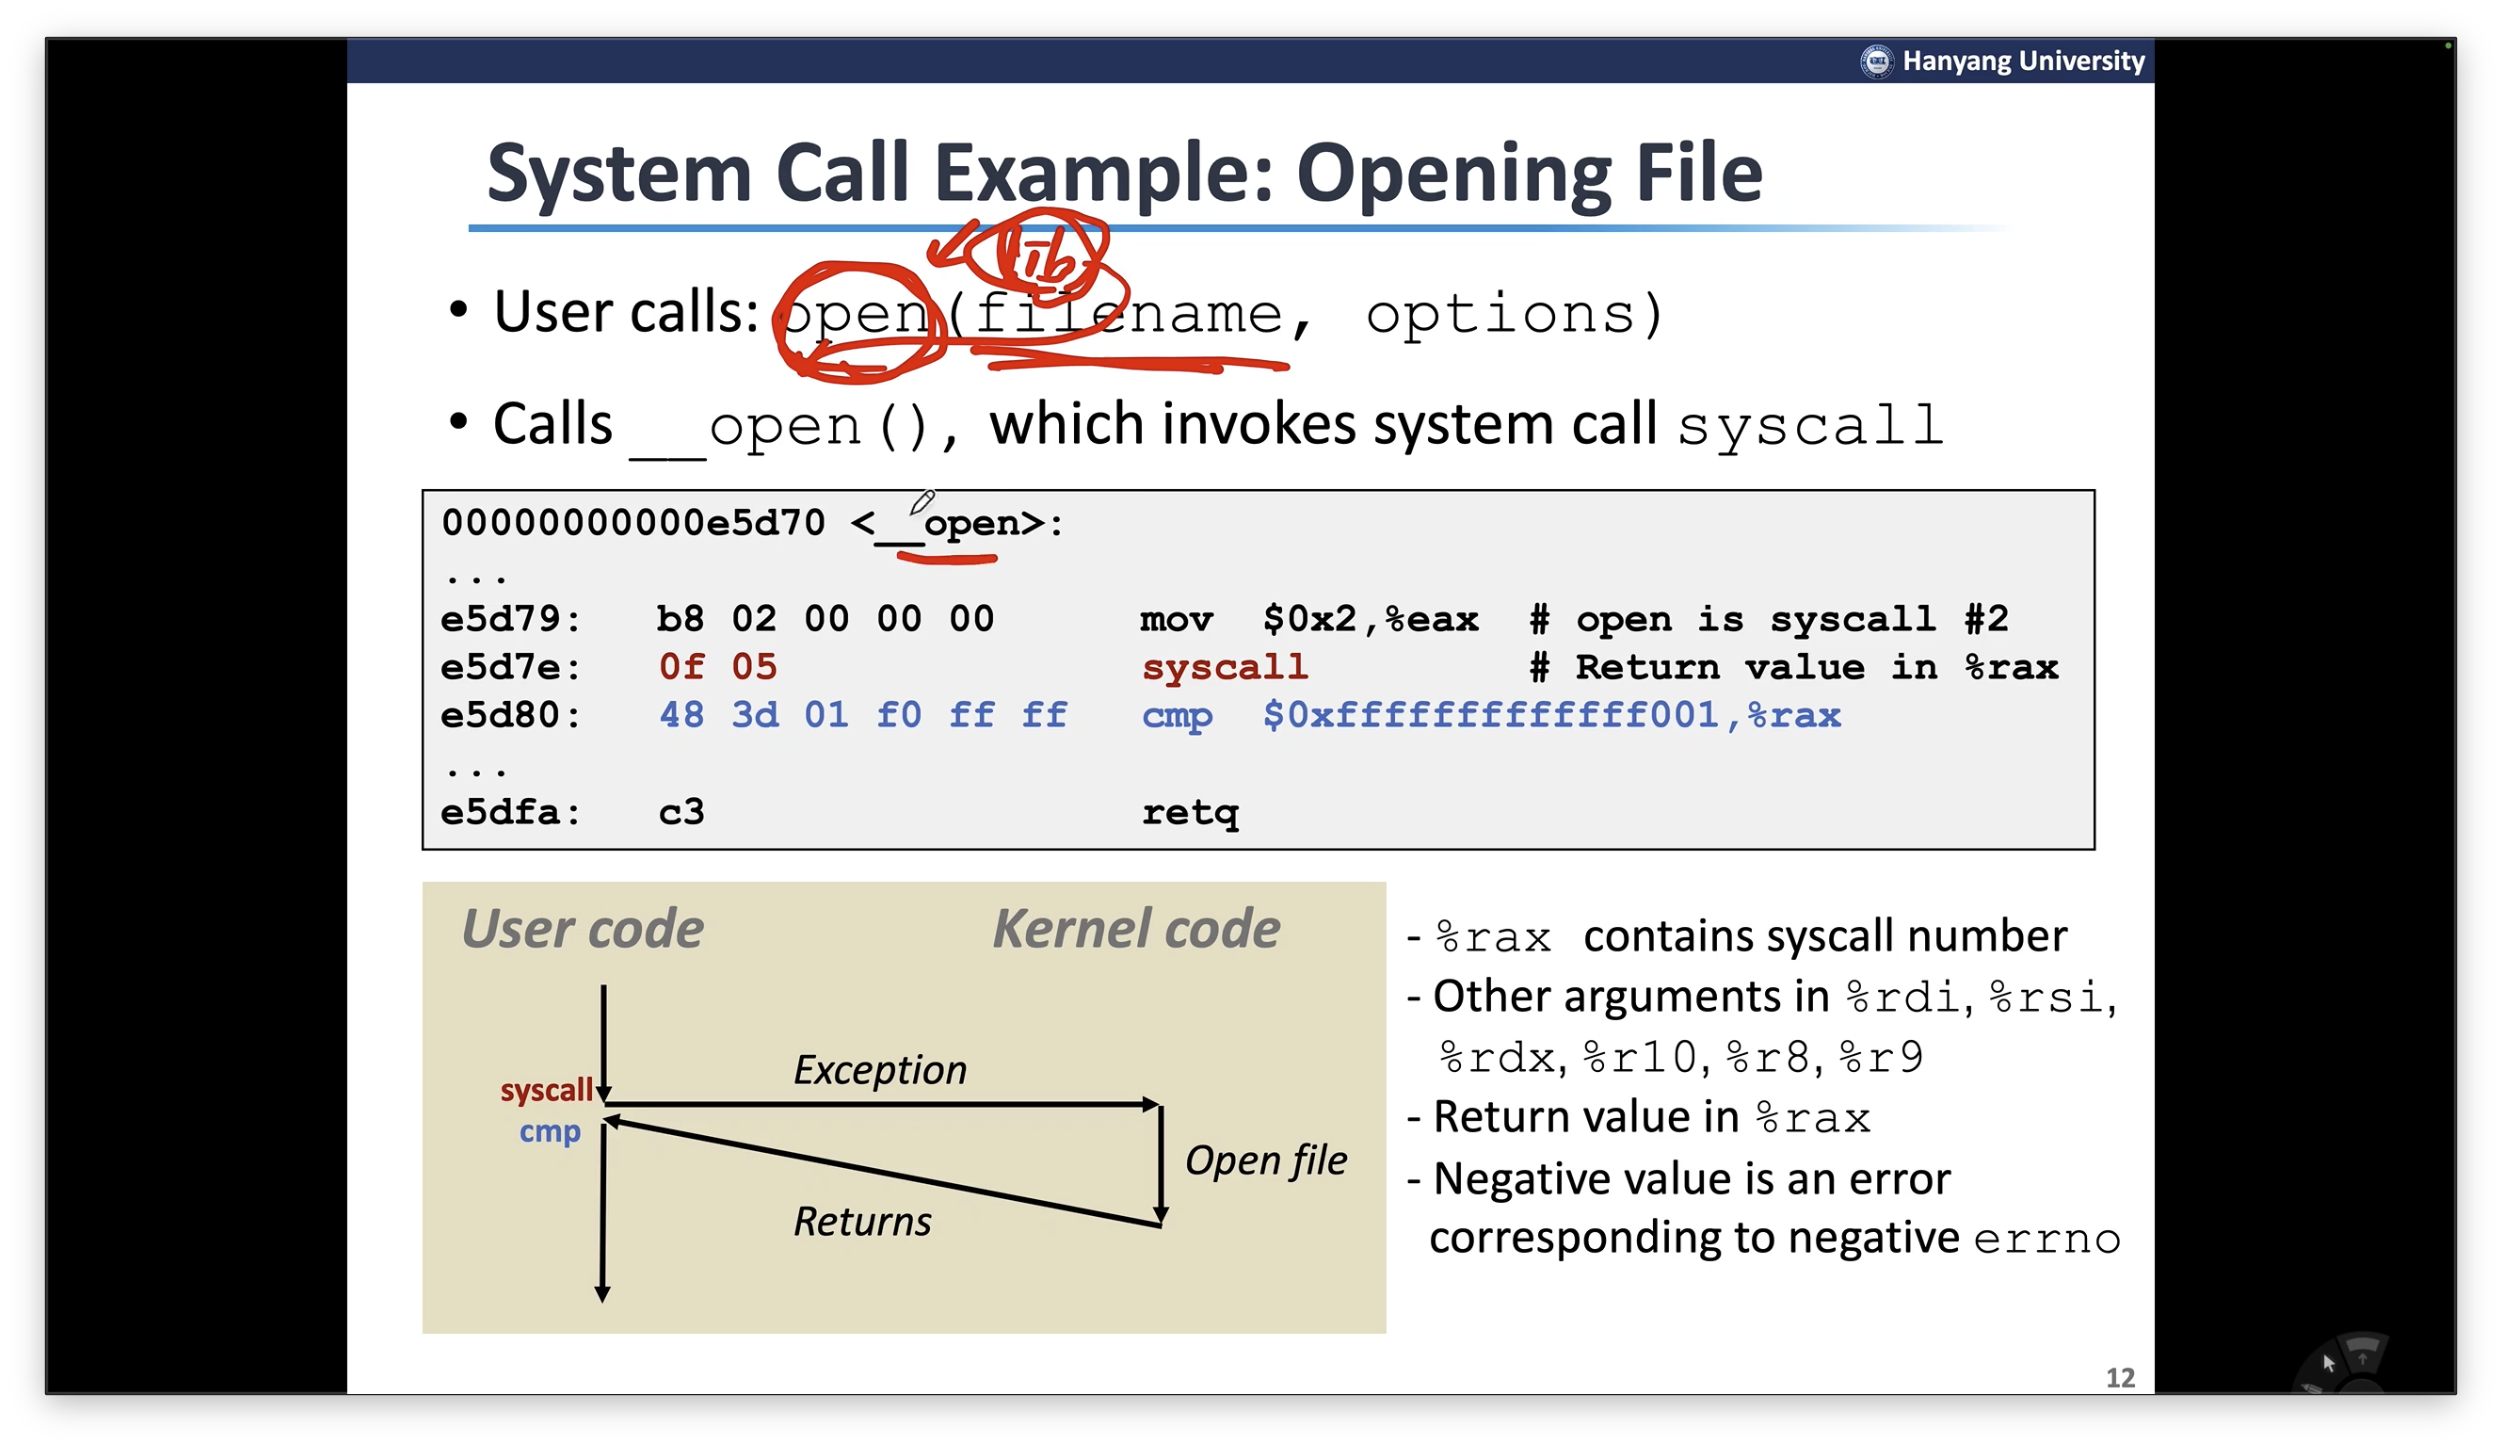 Hanyang University
System Call Example: Opening File
lib
• User calls: open(filename, options)
• Calls __open(), which invokes system call syscall
00000000000e5d70 <__open>:
...
e5d79: b8 02 00 00 00 mov $0x2,%eax # open is syscall #2
e5d7e: 0f 05 syscall # Return value in %rax
e5d80: 48 3d 01 f0 ff ff cmp $0xfffffffffffff001,%rax
...
e5dfa: c3 retq
User code Kernel code
Exception
syscall
cmp
Open file
Returns
- %rax contains syscall number
- Other arguments in %rdi, %rsi,
%rdx, %r10, %r8, %r9
- Return value in %rax
- Negative value is an error
corresponding to negative errno
12